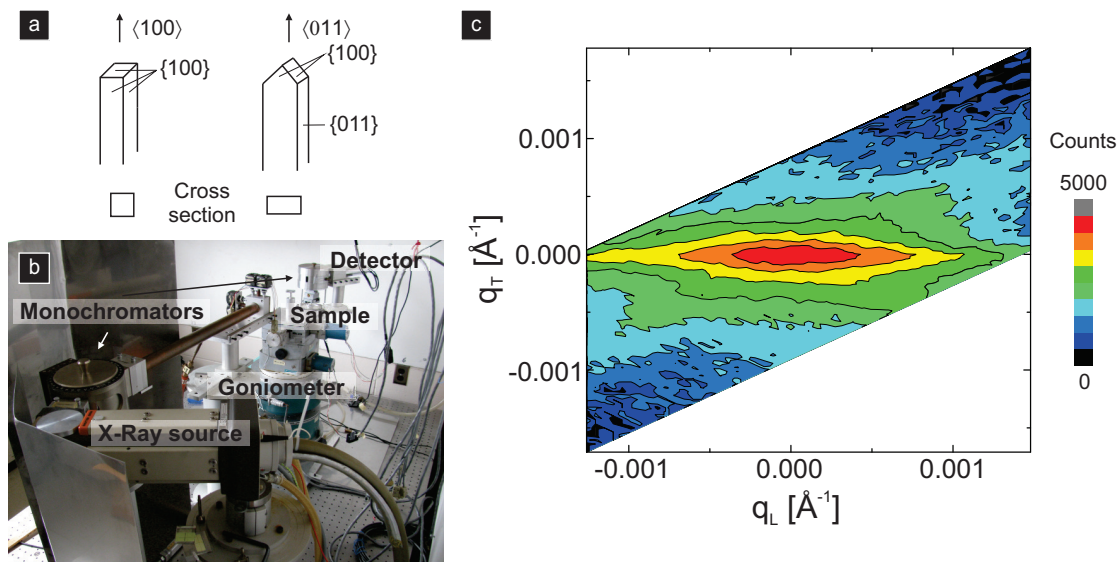 a
⟨100⟩
⟨011⟩
{100}
{100}
{011}
Cross
section
b
Detector
Monochromators
Sample
Goniometer
X-Ray source
c
q_T [Å⁻¹]
0.001
0.000
-0.001
-0.001
0.000
0.001
q_L [Å⁻¹]
Counts
5000
0